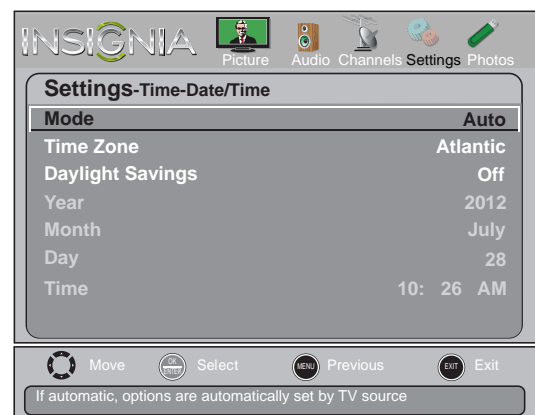 INSIGNIA
Picture Audio Channels Settings Photos
Settings-Time-Date/Time
Mode Auto
Time Zone Atlantic
Daylight Savings Off
Year 2012
Month July
Day 28
Time 10: 26 AM
Move OK ENTER Select MENU Previous EXIT Exit
If automatic, options are automatically set by TV source